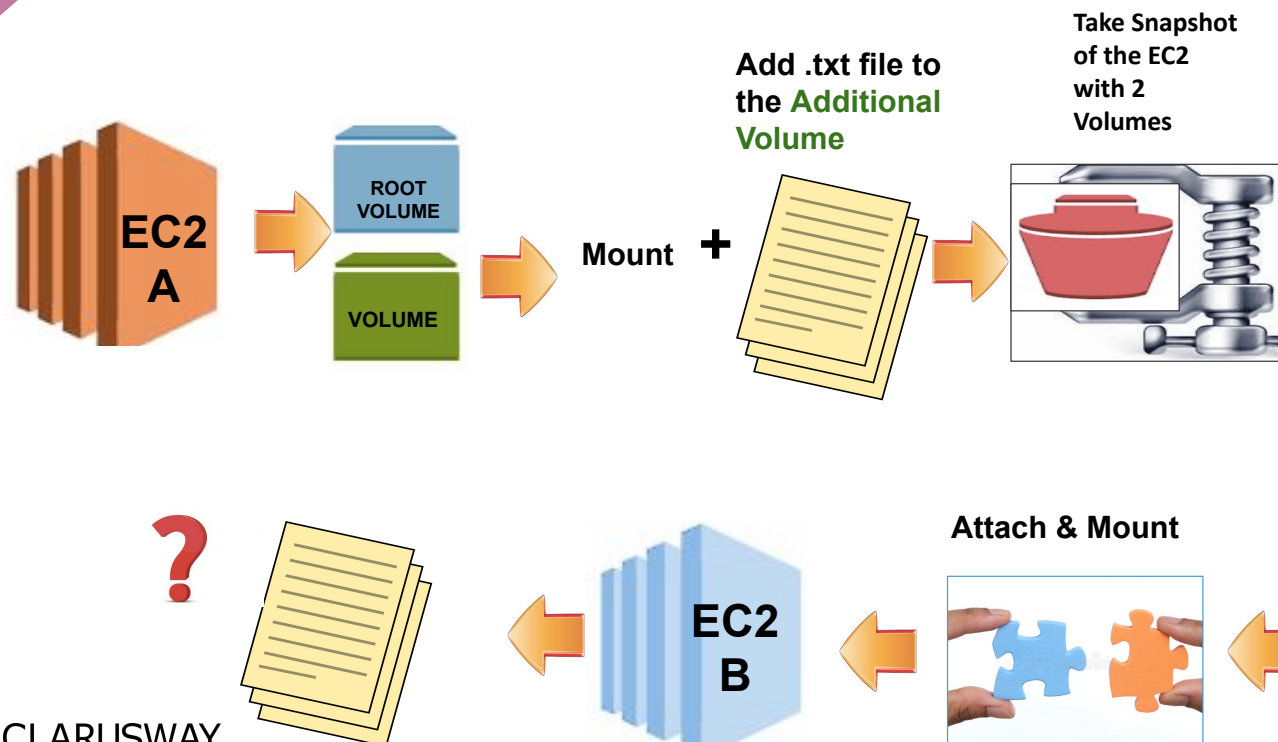 Take Snapshot
of the EC2
with 2
Volumes
Add .txt file to
the Additional
Volume
EC2
A
ROOT
VOLUME
VOLUME
Mount +
Attach & Mount
?
EC2
B
CLARUSWAY